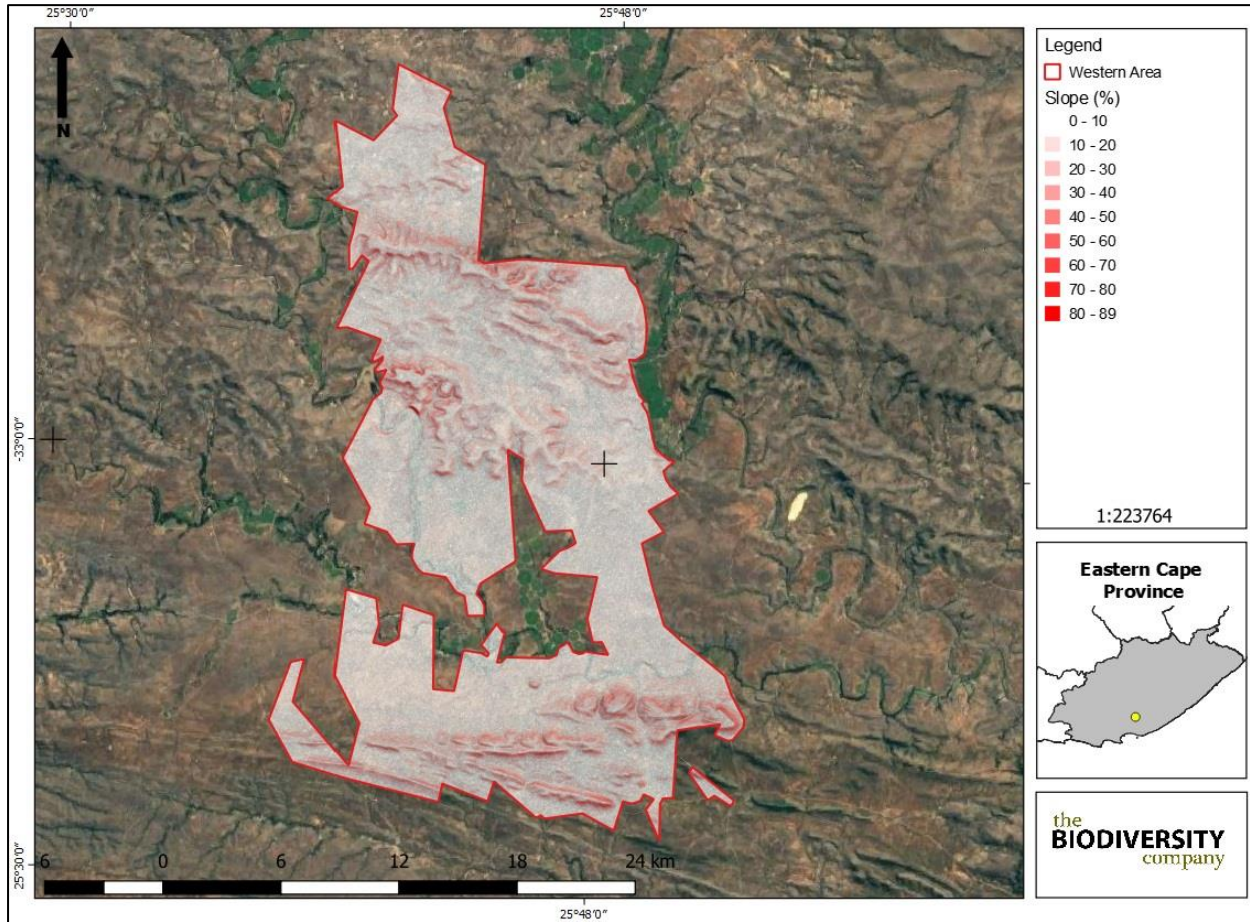 25°30'0"
25°48'0"
N
-33°0'0"
25°30'0"
6 0 6 12 18 24 km
25°48'0"
Legend
Western Area
Slope (%)
0 - 10
10 - 20
20 - 30
30 - 40
40 - 50
50 - 60
60 - 70
70 - 80
80 - 89
1:223764
Eastern Cape
Province
the
BIODIVERSITY
company